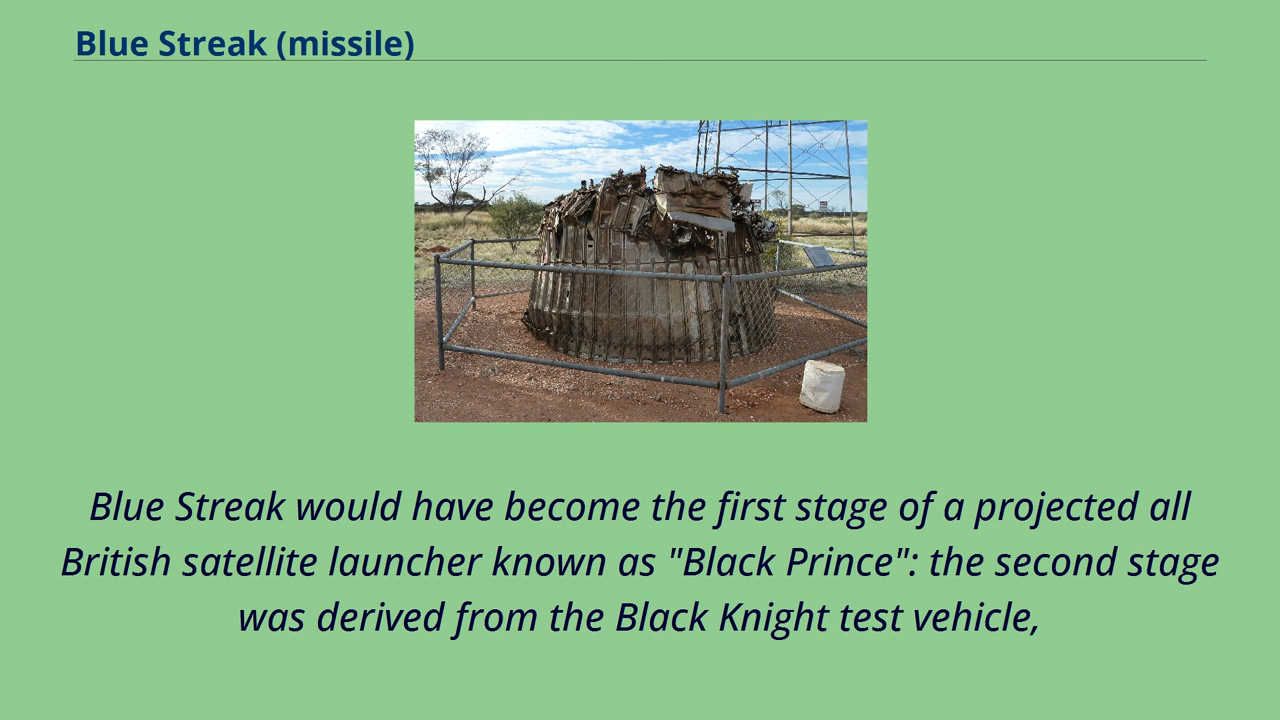 Blue Streak (missile)
Blue Streak would have become the first stage of a projected all
British satellite launcher known as "Black Prince": the second stage
was derived from the Black Knight test vehicle,